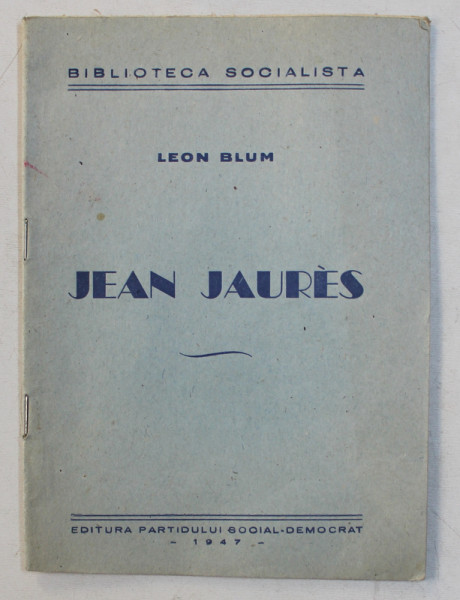 BIBLIOTECA SOCIALISTA
LEON BLUM
JEAN JAURÈS
EDITURA PARTIDULUI SOCIAL-DEMOCRAT
- 1947 -